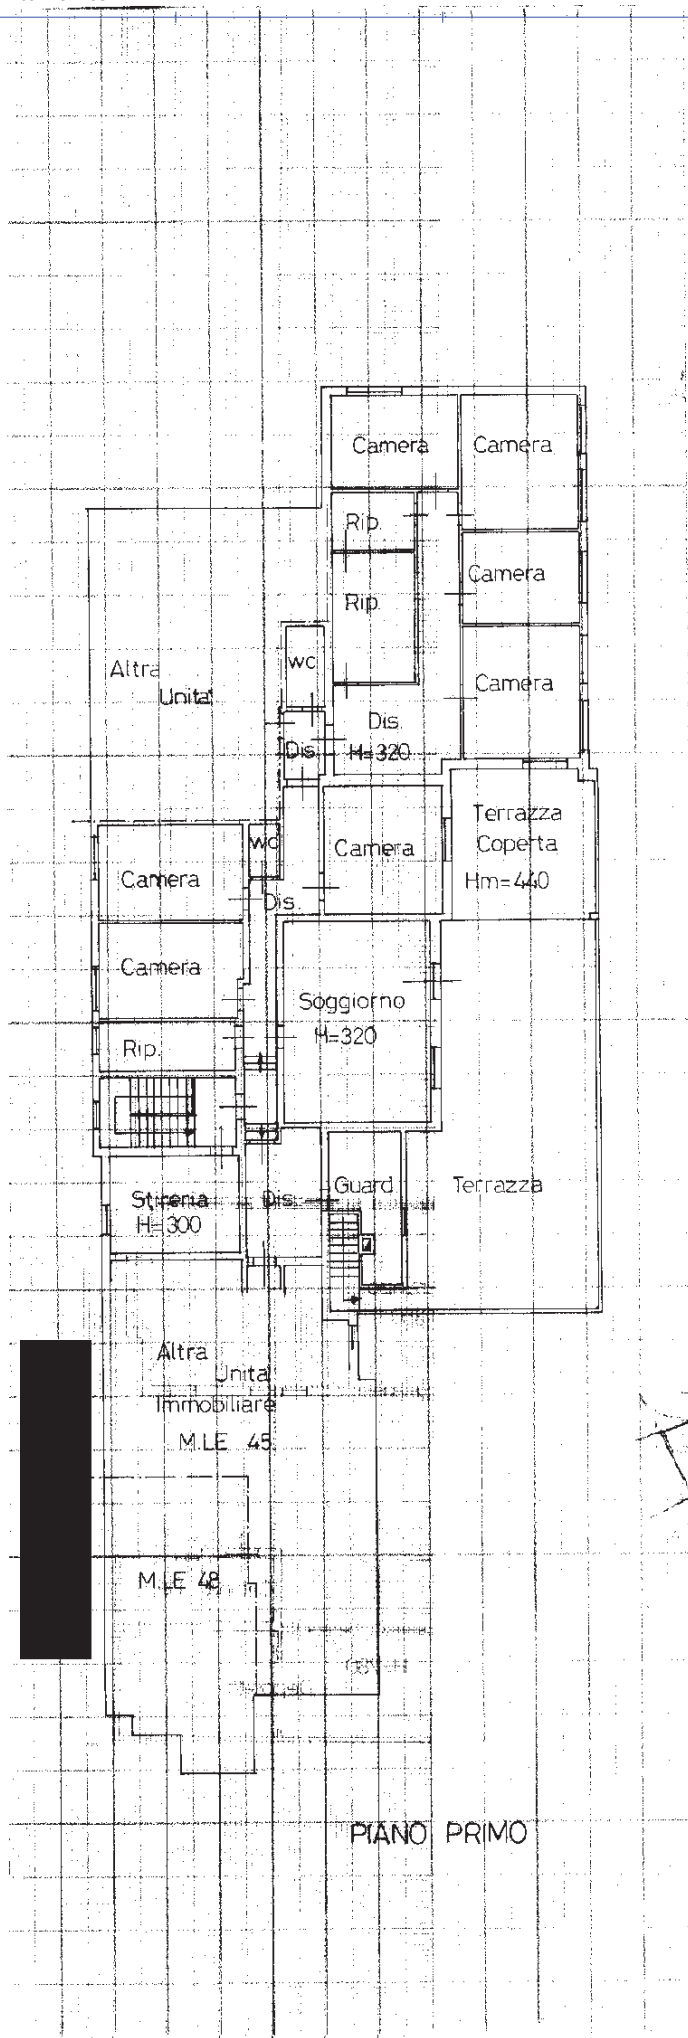 Camera
Camera
Rip.
Camera
Rip.
wc
Altra
Unita'
Camera
Dis.
Dis.
H=320
Terrazza
Coperta
Hm=440
wc
Camera
Camera
Dis.
Camera
Soggiorno
H=320
Rip.
Stireria
H=300
Dis.
Guard.
Terrazza
Altra
Unita
Immobiliare
M.LE 45
M.LE 48
PIANO PRIMO